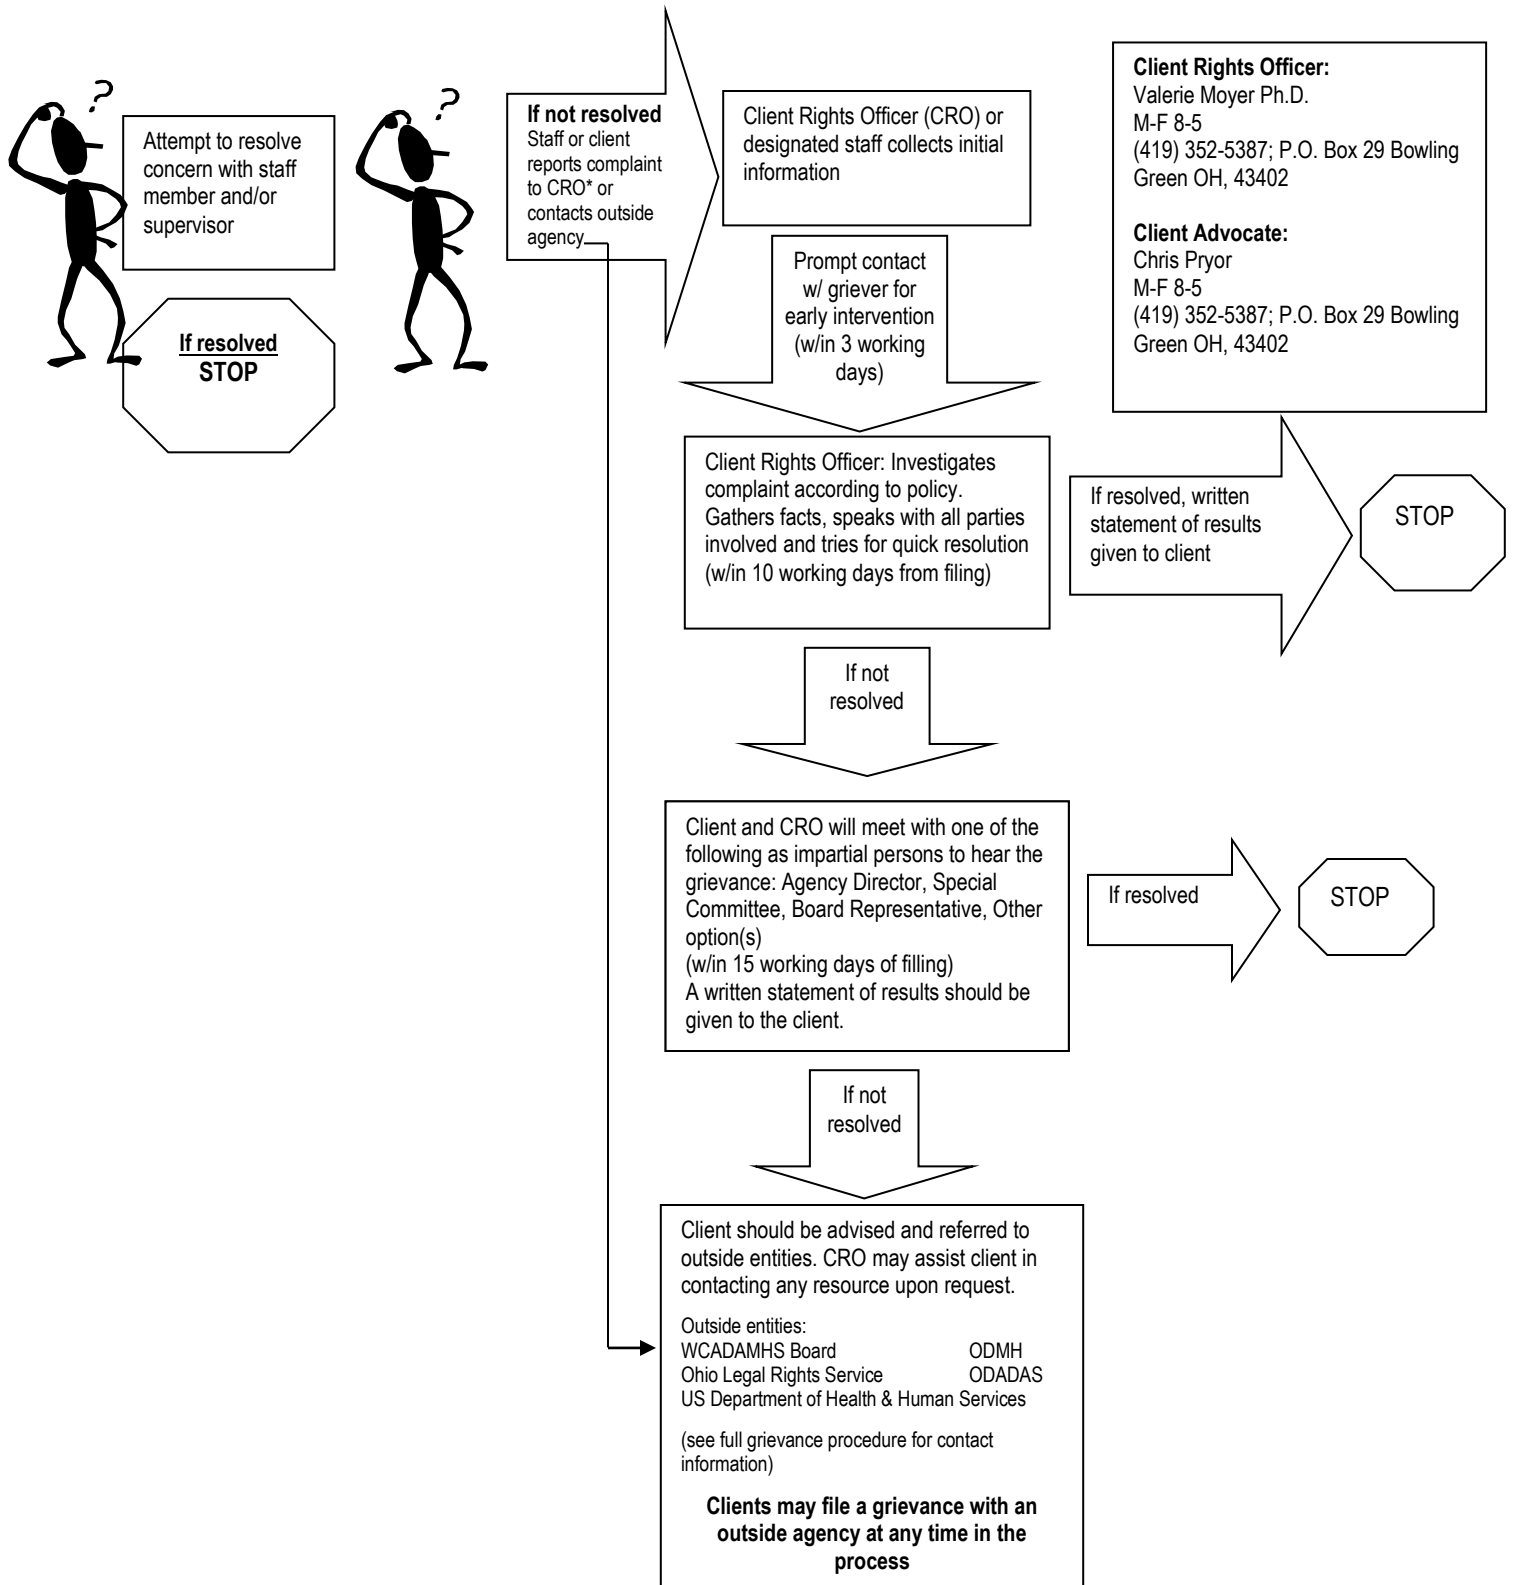 ?
Attempt to resolve
concern with staff
member and/or
supervisor
If resolved
STOP
?
If not resolved
Staff or client
reports complaint
to CRO* or
contacts outside
agency
Client Rights Officer (CRO) or
designated staff collects initial
information
Prompt contact
w/ griever for
early intervention
(w/in 3 working
days)
Client Rights Officer:
Valerie Moyer Ph.D.
M-F 8-5
(419) 352-5387; P.O. Box 29 Bowling
Green OH, 43402
Client Advocate:
Chris Pryor
M-F 8-5
(419) 352-5387; P.O. Box 29 Bowling
Green OH, 43402
Client Rights Officer: Investigates
complaint according to policy.
Gathers facts, speaks with all parties
involved and tries for quick resolution
(w/in 10 working days from filing)
If resolved, written
statement of results
given to client
STOP
If not
resolved
Client and CRO will meet with one of the
following as impartial persons to hear the
grievance: Agency Director, Special
Committee, Board Representative, Other
option(s)
(w/in 15 working days of filling)
A written statement of results should be
given to the client.
If resolved
STOP
If not
resolved
Client should be advised and referred to
outside entities. CRO may assist client in
contacting any resource upon request.
Outside entities:
WCADAMHS Board ODMH
Ohio Legal Rights Service ODADAS
US Department of Health & Human Services
(see full grievance procedure for contact
information)
Clients may file a grievance with an
outside agency at any time in the
process